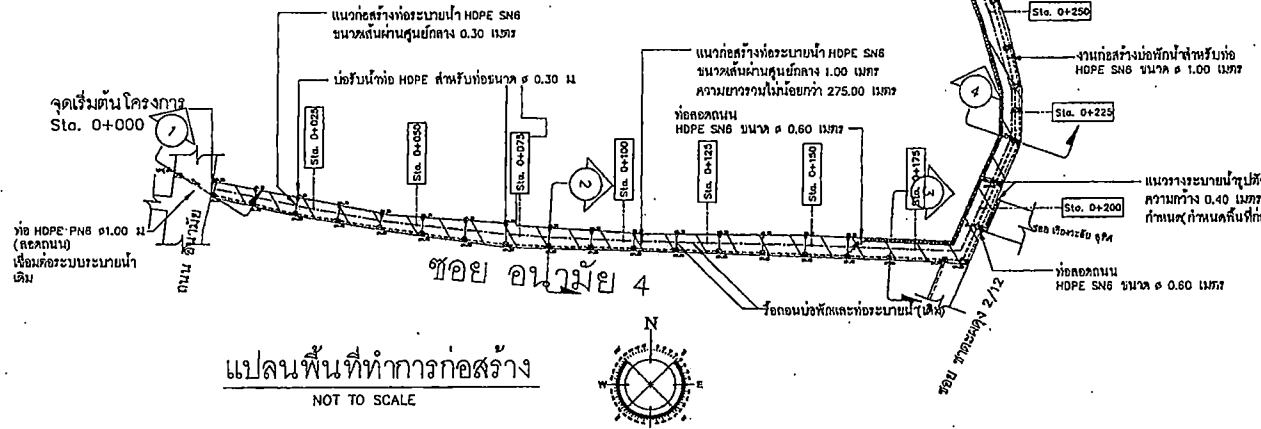 แนวก่อสร้างท่อระบายน้ำ HDPE SN6
ขนาดเส้นผ่านศูนย์กลาง 0.30 เมตร
บ่อรับน้ำท่อ HDPE สำหรับท่อขนาด ø 0.30 ม
จุดเริ่มต้นโครงการ
Sta. 0+000
1
ท่อ HDPE PN6 ø1.00 ม
(ลอดถนน)
เชื่อมต่อระบบระบายน้ำ
เดิม
ถนน อนามัย
Sta. 0+025
Sta. 0+050
Sta. 0+075
2
Sta. 0+100
แนวก่อสร้างท่อระบายน้ำ HDPE SN6
ขนาดเส้นผ่านศูนย์กลาง 1.00 เมตร
ความยาวรวมไม่น้อยกว่า 275.00 เมตร
ท่อลอดถนน
HDPE SN6 ขนาด ø 0.60 เมตร
Sta. 0+125
Sta. 0+150
Sta. 0+175
3
4
Sta. 0+250
งานก่อสร้างบ่อพักน้ำสำหรับท่อ
HDPE SN6 ขนาด ø 1.00 เมตร
Sta. 0+225
แนวรางระบายน้ำรูปตัว
ความกว้าง 0.40 เมตร
Sta. 0+200
ซอย
ท่อลอดถนน
HDPE SN6 ขนาด ø 0.60 เมตร
ซอย อนามัย 4
รื้อถอนบ่อพักและท่อระบายน้ำ (เดิม)
ซอย ชาตะผดุง 2/12
แปลนพื้นที่ทำการก่อสร้าง
NOT TO SCALE
N
W
E
S